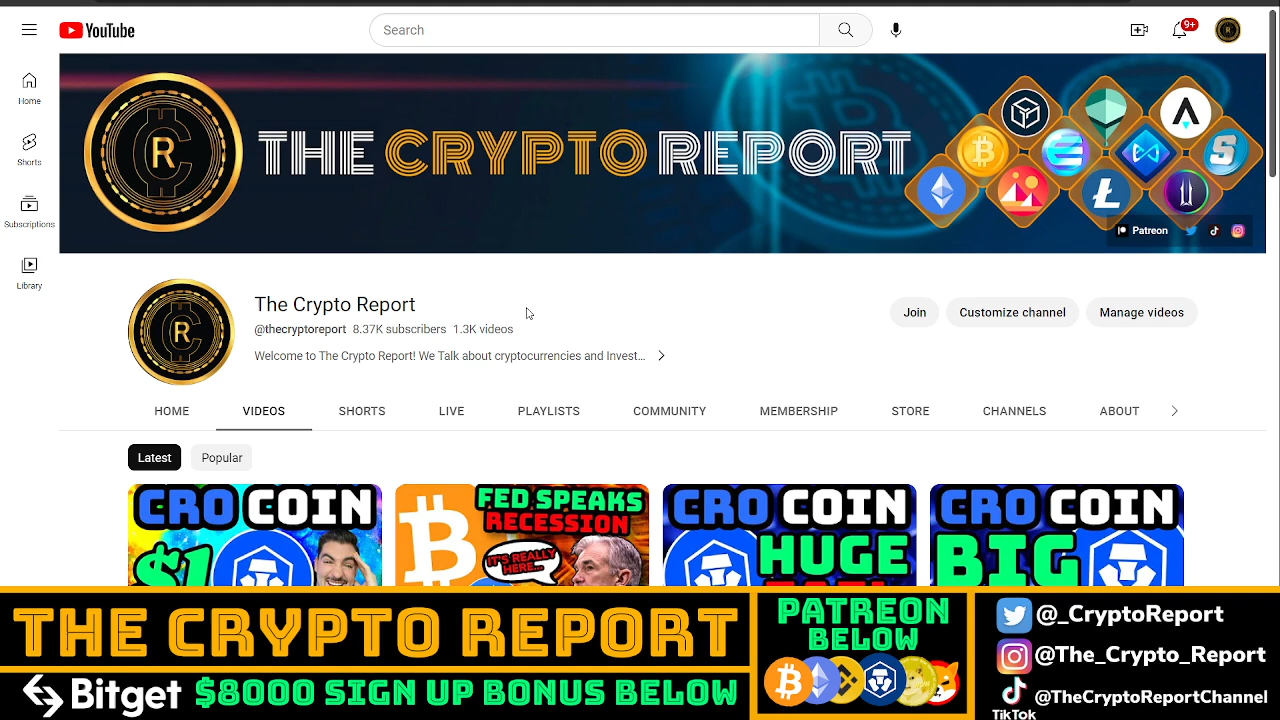 YouTube
Search
9+
Home
Shorts
Subscriptions
Library
R
THE CRYPTO REPORT
Patreon
R
The Crypto Report
@thecryptoreport 8.37K subscribers 1.3K videos
Welcome to The Crypto Report! We Talk about cryptocurrencies and Invest...
Join
Customize channel
Manage videos
HOME
VIDEOS
SHORTS
LIVE
PLAYLISTS
COMMUNITY
MEMBERSHIP
STORE
CHANNELS
ABOUT
Latest
Popular
CRO COIN
$1
FED SPEAKS
RECESSION
IT'S REALLY
HERE...
CRO COIN
HUGE
CRO COIN
BIG
THE CRYPTO REPORT
Bitget $8000 SIGN UP BONUS BELOW
PATREON
BELOW
@_CryptoReport
@The_Crypto_Report
@TheCryptoReportChannel
TikTok